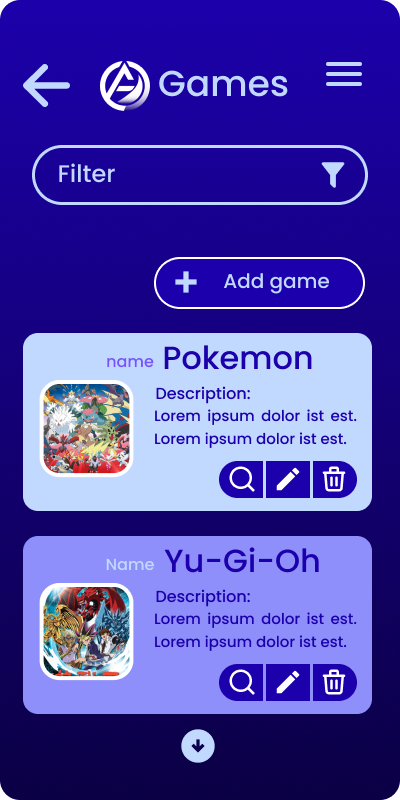 Games
Filter
Add game
name Pokemon
Description:
Lorem ipsum dolor ist est.
Lorem ipsum dolor ist est.
Name Yu-Gi-Oh
Description:
Lorem ipsum dolor ist est.
Lorem ipsum dolor ist est.